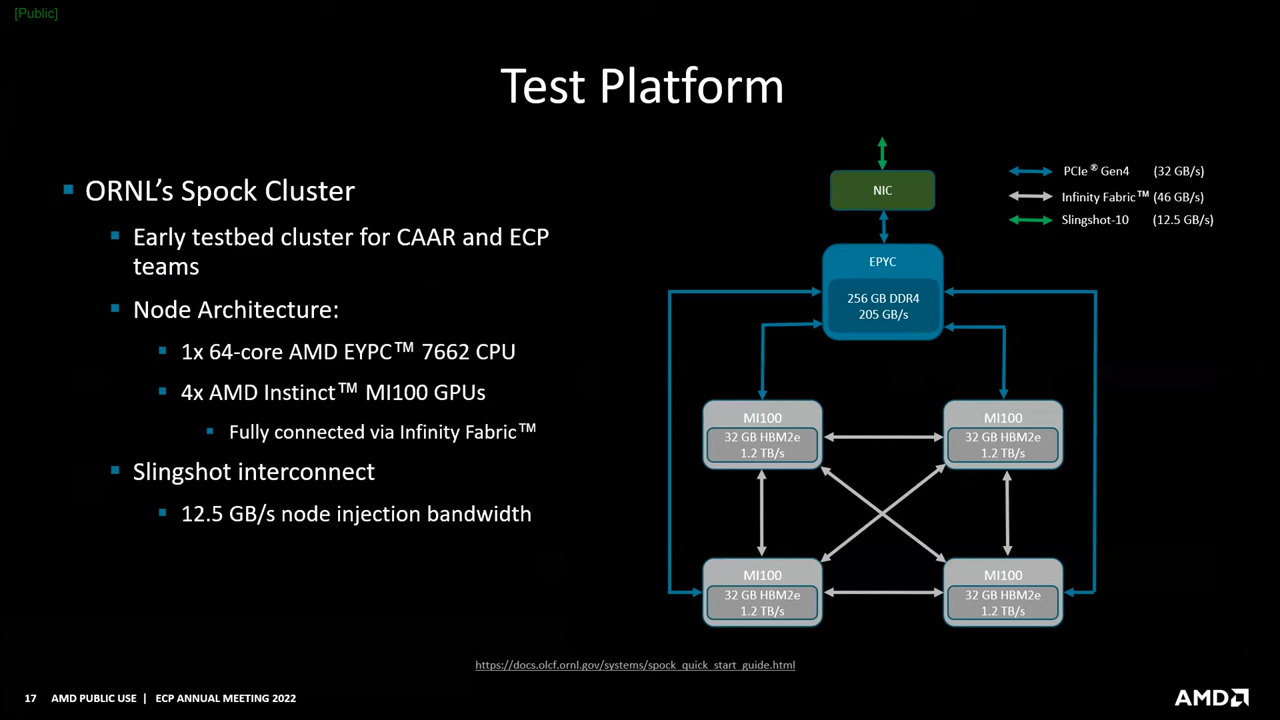 [Public]
Test Platform
ORNL's Spock Cluster
Early testbed cluster for CAAR and ECP
teams
Node Architecture:
1x 64-core AMD EYPC™ 7662 CPU
4x AMD Instinct™ MI100 GPUs
Fully connected via Infinity Fabric™
Slingshot interconnect
12.5 GB/s node injection bandwidth
PCIe® Gen4 (32 GB/s)
Infinity Fabric™ (46 GB/s)
Slingshot-10 (12.5 GB/s)
NIC
EPYC
256 GB DDR4
205 GB/s
MI100
32 GB HBM2e
1.2 TB/s
MI100
32 GB HBM2e
1.2 TB/s
MI100
32 GB HBM2e
1.2 TB/s
MI100
32 GB HBM2e
1.2 TB/s
https://docs.olcf.ornl.gov/systems/spock_quick_start_guide.html
17 AMD PUBLIC USE | ECP ANNUAL MEETING 2022
AMD